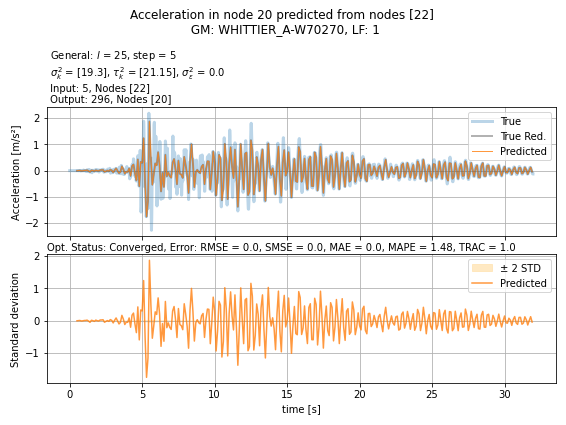 Acceleration in node 20 predicted from nodes [22]
GM: WHITTIER_A-W70270, LF: 1
General: l = 25, step = 5
σ²ₖ = [19.3], τ²ₖ = [21.15], σ²ε = 0.0
Input: 5, Nodes [22]
Output: 296, Nodes [20]
Acceleration [m/s²]
2
1
0
−1
−2
True
True Red.
Predicted
Opt. Status: Converged, Error: RMSE = 0.0, SMSE = 0.0, MAE = 0.0, MAPE = 1.48, TRAC = 1.0
Standard deviation
2
1
0
−1
± 2 STD
Predicted
0 5 10 15 20 25 30
time [s]